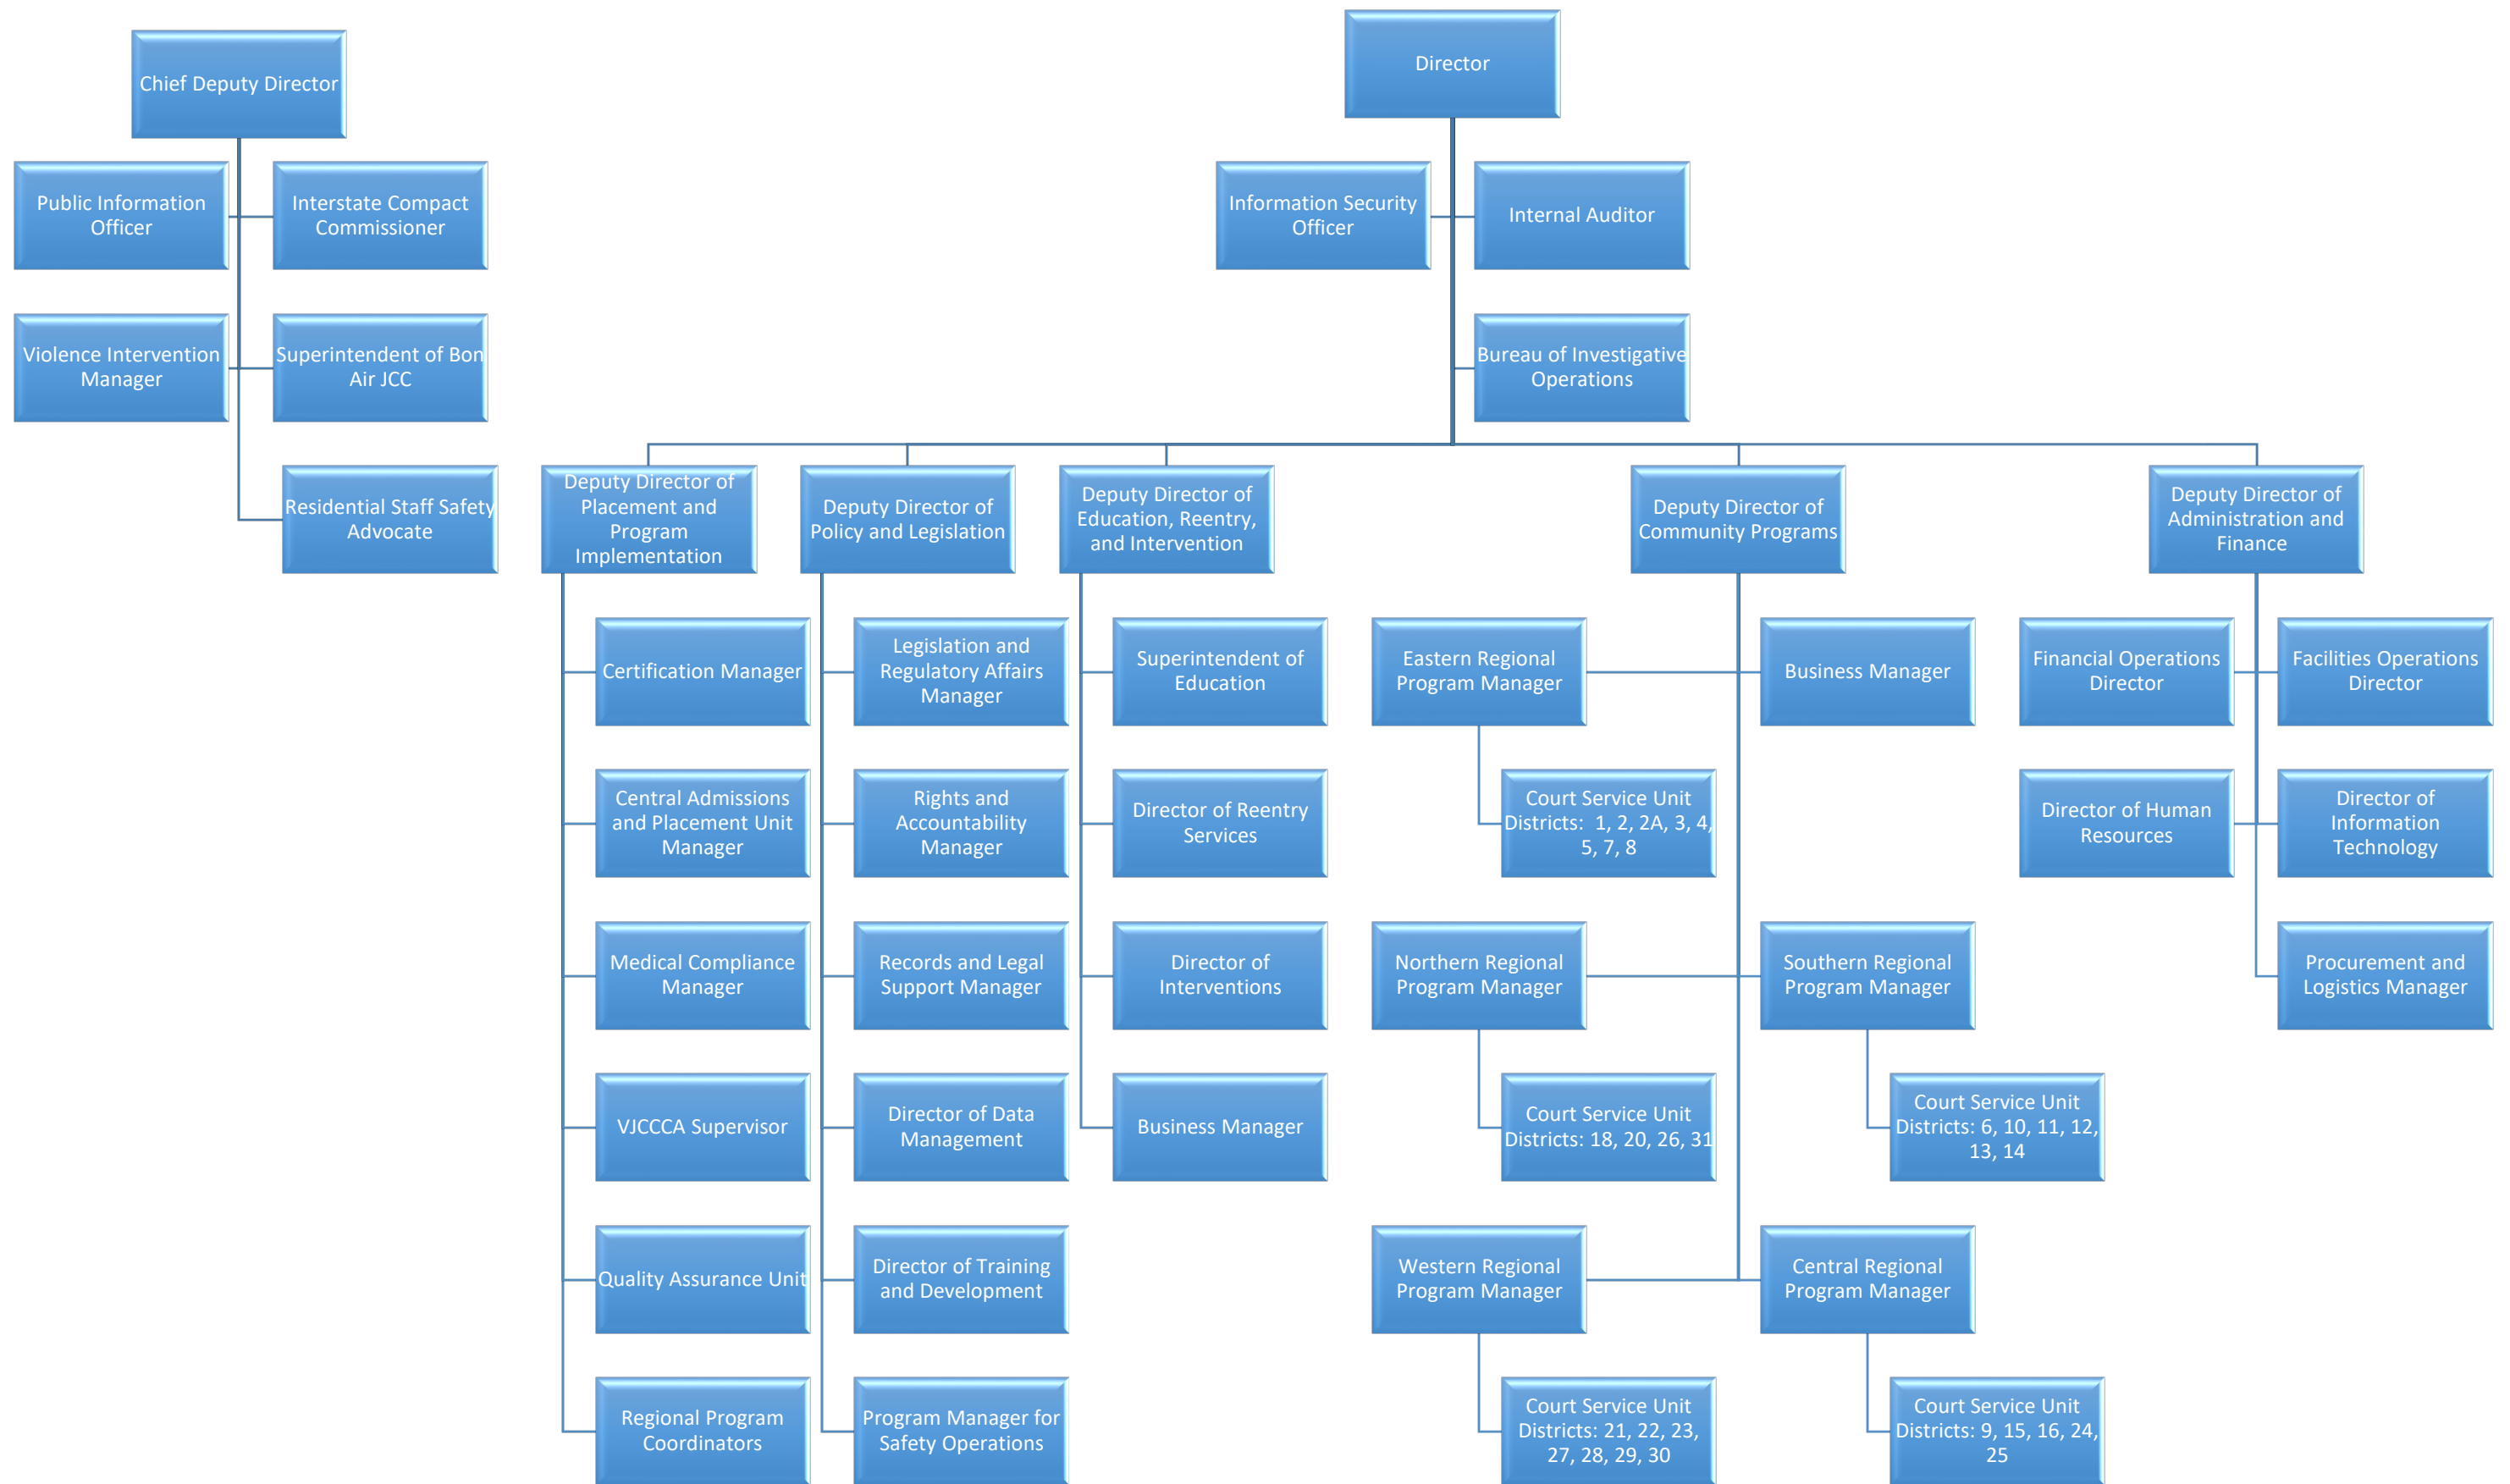 Chief Deputy Director
Public Information
Officer
Interstate Compact
Commissioner
Violence Intervention
Manager
Superintendent of Bon
Air JCC
Residential Staff Safety
Advocate
Director
Information Security
Officer
Internal Auditor
Bureau of Investigative
Operations
Deputy Director of
Placement and
Program
Implementation
Certification Manager
Central Admissions
and Placement Unit
Manager
Medical Compliance
Manager
VJCCCA Supervisor
Quality Assurance Unit
Regional Program
Coordinators
Deputy Director of
Policy and Legislation
Legislation and
Regulatory Affairs
Manager
Rights and
Accountability
Manager
Records and Legal
Support Manager
Director of Data
Management
Director of Training
and Development
Program Manager for
Safety Operations
Deputy Director of
Education, Reentry,
and Intervention
Superintendent of
Education
Director of Reentry
Services
Director of
Interventions
Business Manager
Deputy Director of
Community Programs
Eastern Regional
Program Manager
Court Service Unit
Districts:  1, 2, 2A, 3, 4,
5, 7, 8
Business Manager
Northern Regional
Program Manager
Court Service Unit
Districts: 18, 20, 26, 31
Southern Regional
Program Manager
Court Service Unit
Districts: 6, 10, 11, 12,
13, 14
Western Regional
Program Manager
Court Service Unit
Districts: 21, 22, 23,
27, 28, 29, 30
Central Regional
Program Manager
Court Service Unit
Districts: 9, 15, 16, 24,
25
Deputy Director of
Administration and
Finance
Financial Operations
Director
Facilities Operations
Director
Director of Human
Resources
Director of
Information
Technology
Procurement and
Logistics Manager